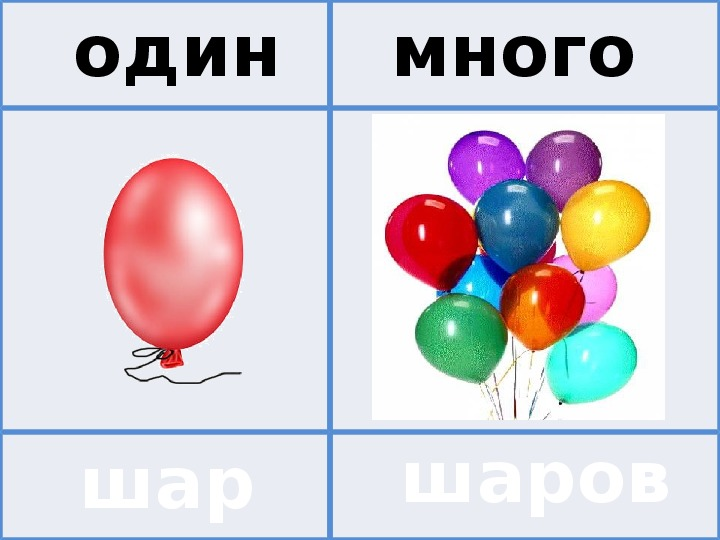 один
много
шар
шаров